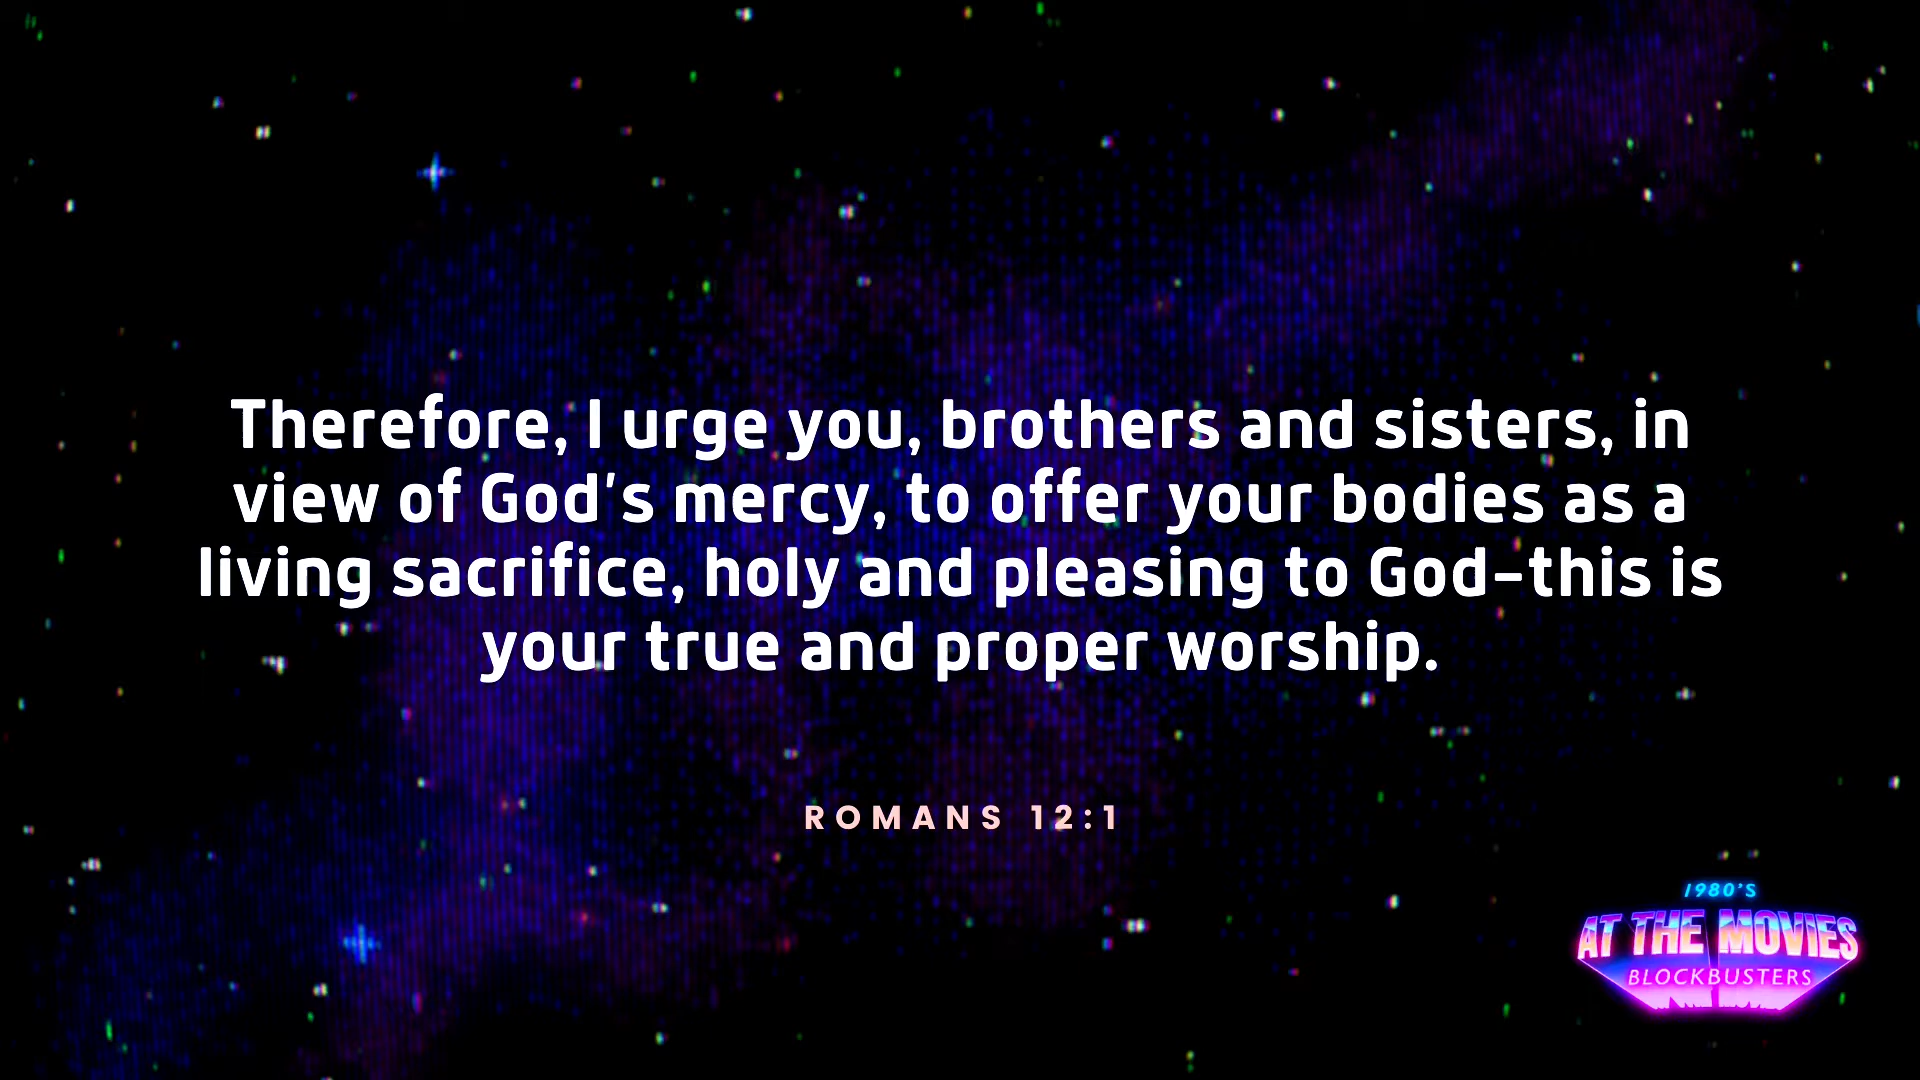 Therefore, I urge you, brothers and sisters, in
view of God's mercy, to offer your bodies as a
living sacrifice, holy and pleasing to God–this is
your true and proper worship.
ROMANS 12:1
1980'S
AT THE MOVIES
BLOCKBUSTERS